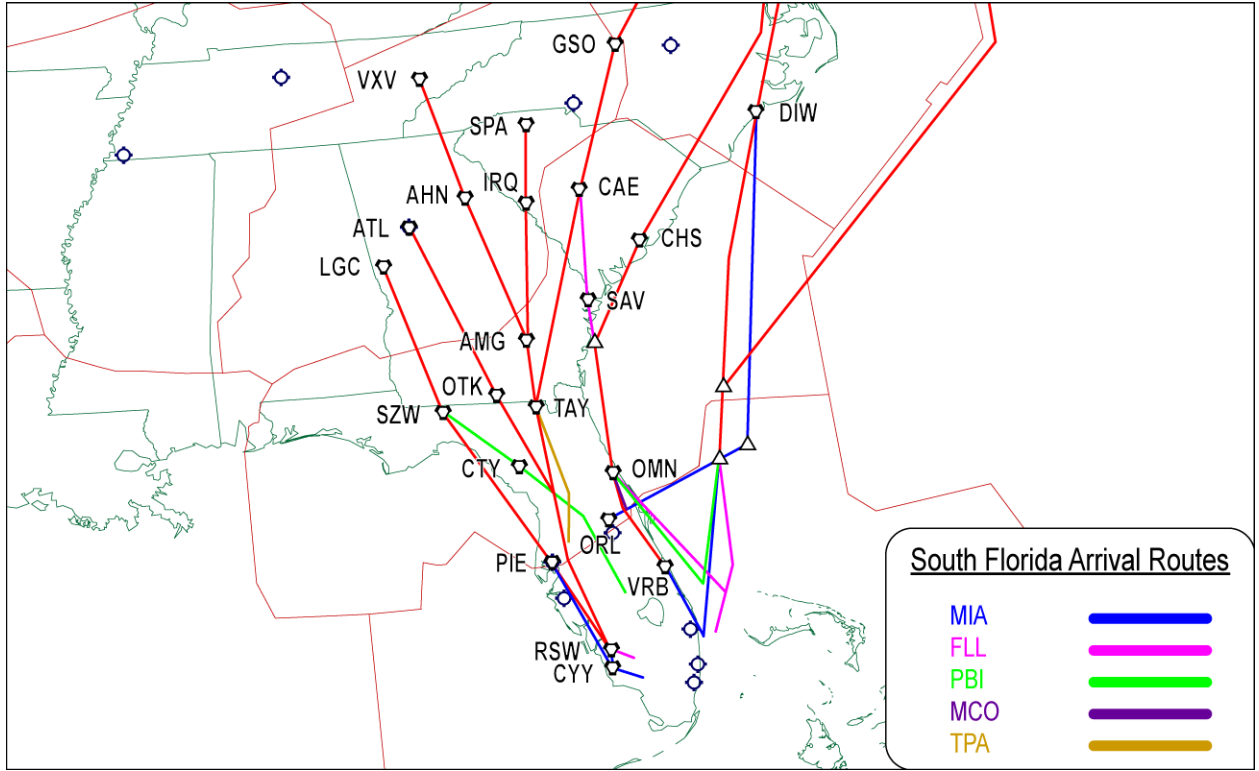 GSO
VXV
DIW
SPA
AHN
IRQ
CAE
ATL
CHS
LGC
SAV
AMG
OTK
SZW
TAY
CTY
OMN
ORL
PIE
VRB
RSW
CYY
South Florida Arrival Routes
MIA
FLL
PBI
MCO
TPA